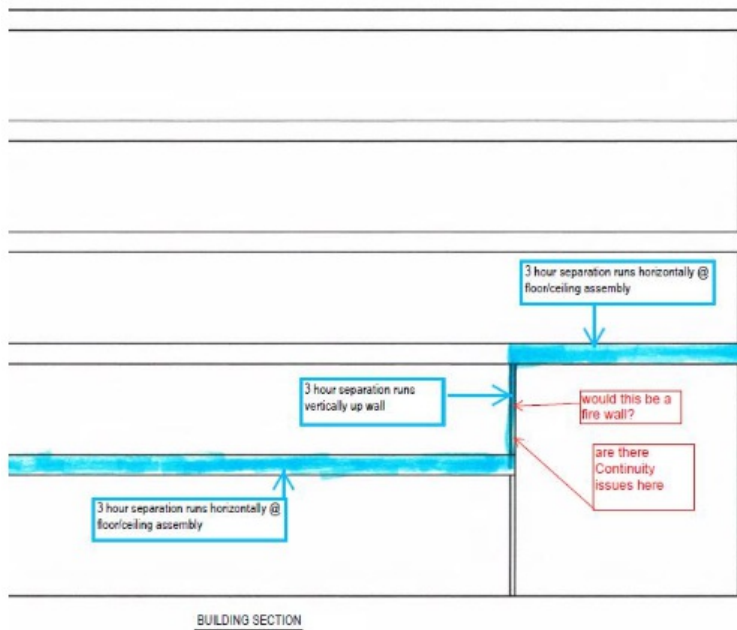 3 hour separation runs horizontally @
floor/ceiling assembly
3 hour separation runs
vertically up wall
would this be a
fire wall?
are there
Continuity
issues here
3 hour separation runs horizontally @
floor/ceiling assembly
BUILDING SECTION